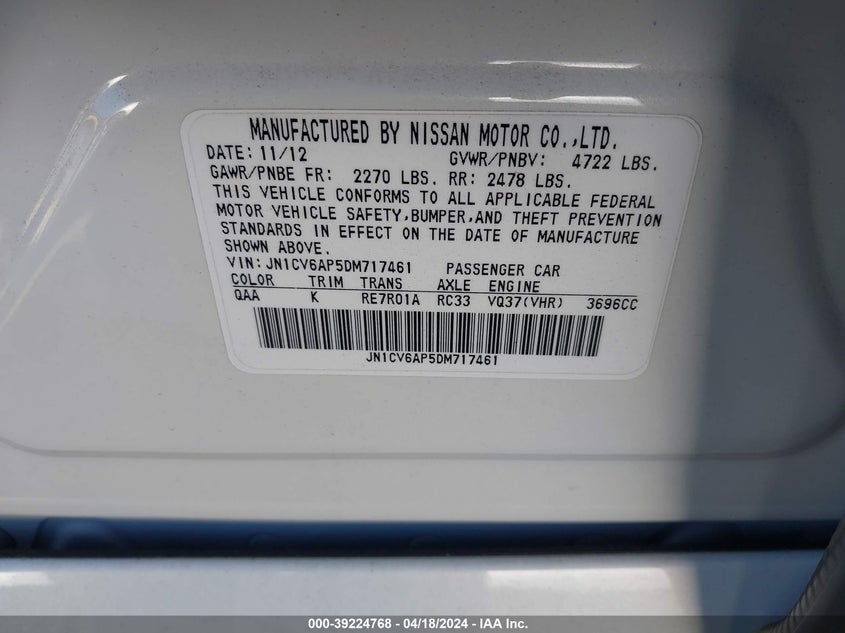 MANUFACTURED BY NISSAN MOTOR CO.,LTD.
DATE: 11/12 GVWR/PNBV: 4722 LBS.
GAWR/PNBE FR: 2270 LBS. RR: 2478 LBS.
THIS VEHICLE CONFORMS TO ALL APPLICABLE FEDERAL
MOTOR VEHICLE SAFETY,BUMPER,AND THEFT PREVENTION
STANDARDS IN EFFECT ON THE DATE OF MANUFACTURE
SHOWN ABOVE.
VIN: JN1CV6AP5DM717461 PASSENGER CAR
COLOR TRIM TRANS AXLE ENGINE
QAA K RE7R01A RC33 VQ37(VHR) 3696CC
JN1CV6AP5DM717461
000-39224768 - 04/18/2024 - IAA Inc.